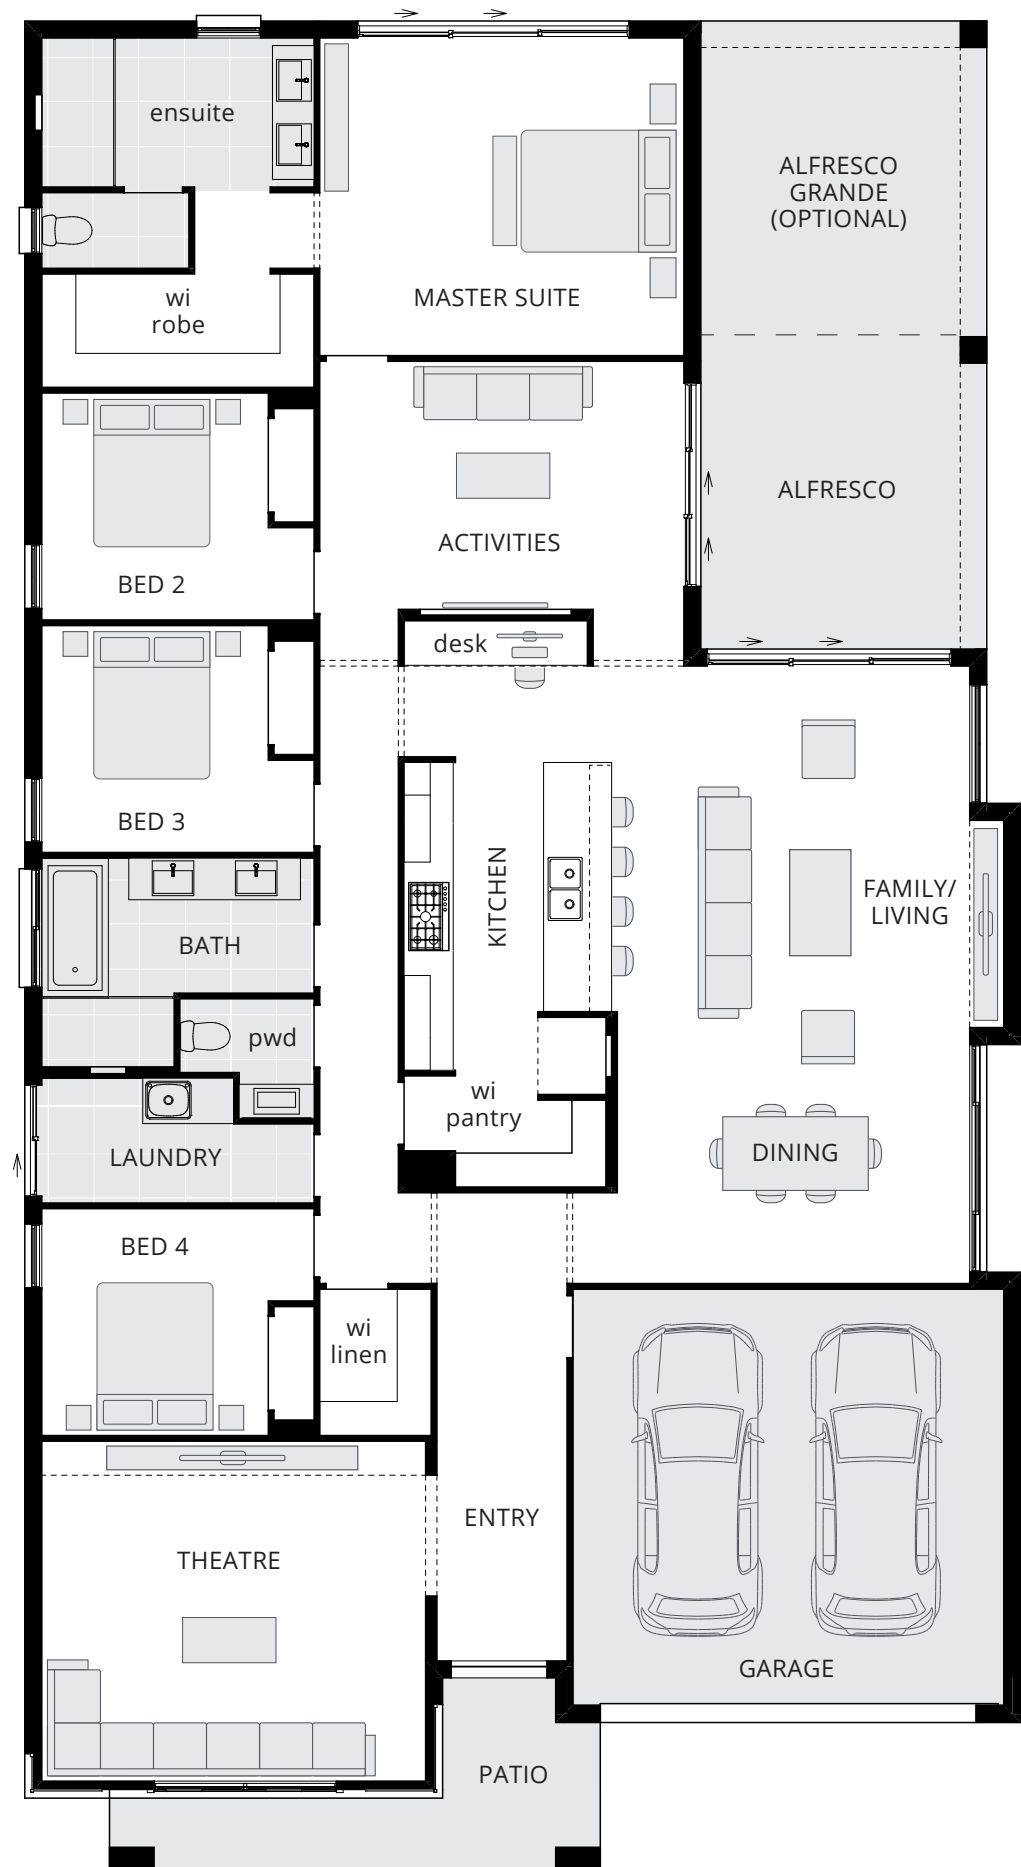 ensuite
ALFRESCO
GRANDE
(OPTIONAL)
wi
robe
MASTER SUITE
ALFRESCO
ACTIVITIES
BED 2
desk
BED 3
KITCHEN
FAMILY/
LIVING
BATH
pwd
wi
pantry
LAUNDRY
DINING
BED 4
wi
linen
ENTRY
THEATRE
GARAGE
PATIO